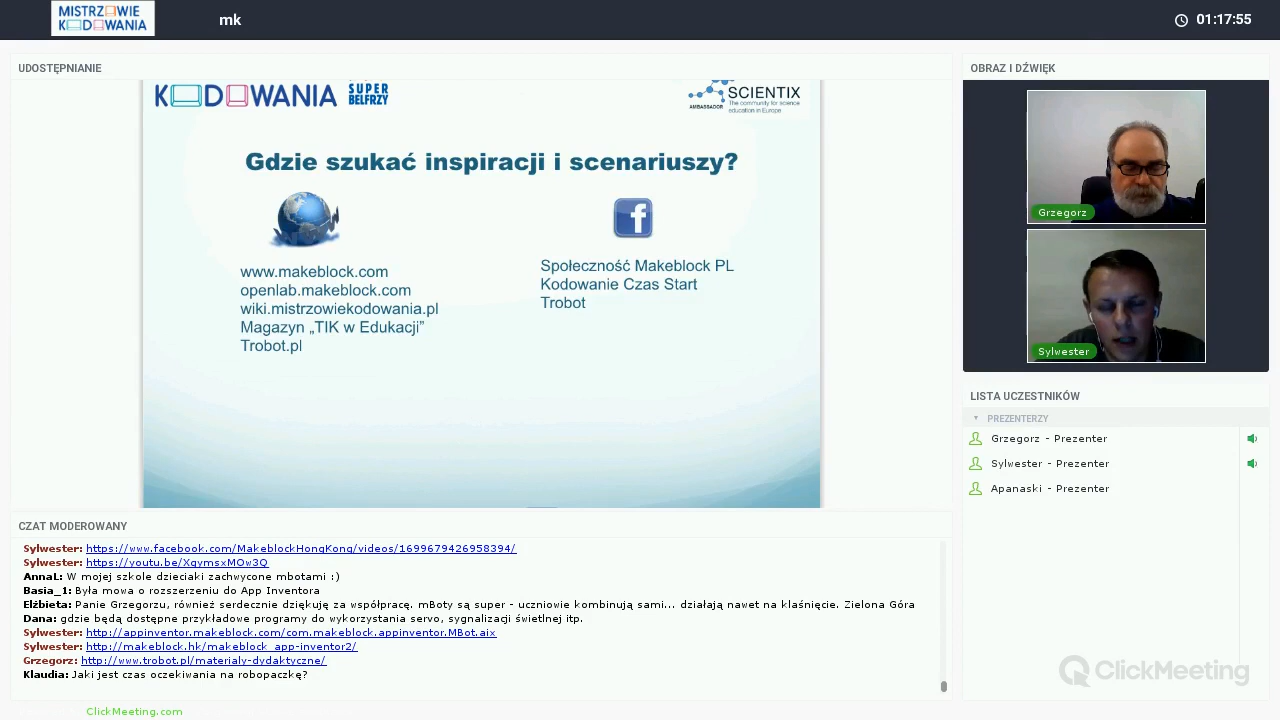 MISTRZOWIE
KODOWANIA
mk
01:17:55
UDOSTĘPNIANIE
KODOWANIA
SUPER
BELFRZY
SCIENTIX
AMBASSADOR
The community for science
education in Europe
Gdzie szukać inspiracji i scenariuszy?
f
www.makeblock.com
openlab.makeblock.com
wiki.mistrzowiekodowania.pl
Magazyn „TIK w Edukacji”
Trobot.pl
Społeczność Makeblock PL
Kodowanie Czas Start
Trobot
OBRAZ I DŹWIĘK
Grzegorz
Sylwester
LISTA UCZESTNIKÓW
PREZENTERZY
Grzegorz - Prezenter
Sylwester - Prezenter
Apanaski - Prezenter
CZAT MODEROWANY
Sylwester: https://www.facebook.com/MakeblockHongKong/videos/1699679426958394/
Sylwester: https://youtu.be/XgymsxMOw3Q
AnnaL: W mojej szkole dzieciaki zachwycone mbotami :)
Basia_1: Była mowa o rozszerzeniu do App Inventora
Elżbieta: Panie Grzegorzu, również serdecznie dziękuję za współpracę. mBoty są super - uczniowie kombinują sami... działają nawet na klaśnięcie. Zielona Góra
Dana: gdzie będą dostępne przykładowe programy do wykorzystania servo, sygnalizacji świetlnej itp.
Sylwester: http://appinventor.makeblock.com/com.makeblock.appinventor.MBot.aix
Sylwester: http://makeblock.hk/makeblock_app-inventor2/
Grzegorz: http://www.trobot.pl/materialy-dydaktyczne/
Klaudia: Jaki jest czas oczekiwania na robopaczkę?
ClickMeeting
ClickMeeting.com